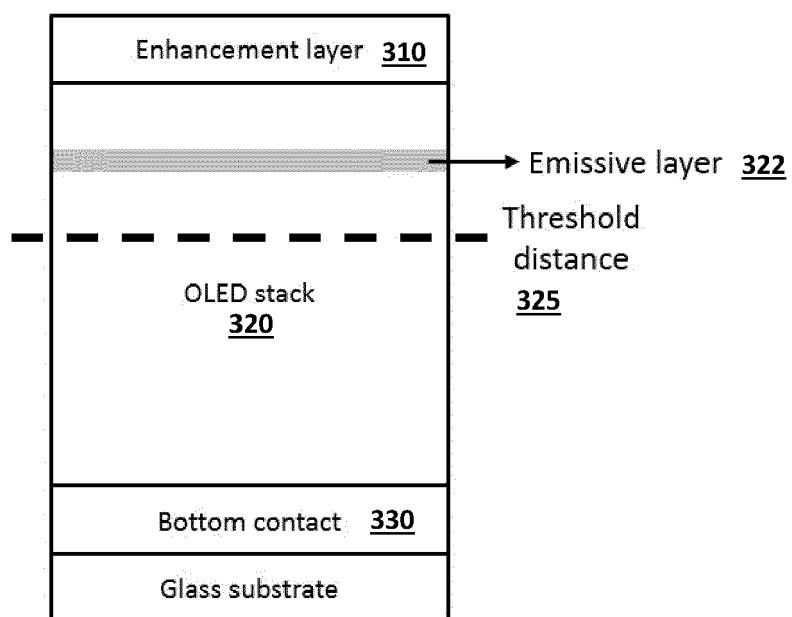 Enhancement layer 310
Emissive layer 322
Threshold
distance
325
OLED stack
320
Bottom contact 330
Glass substrate